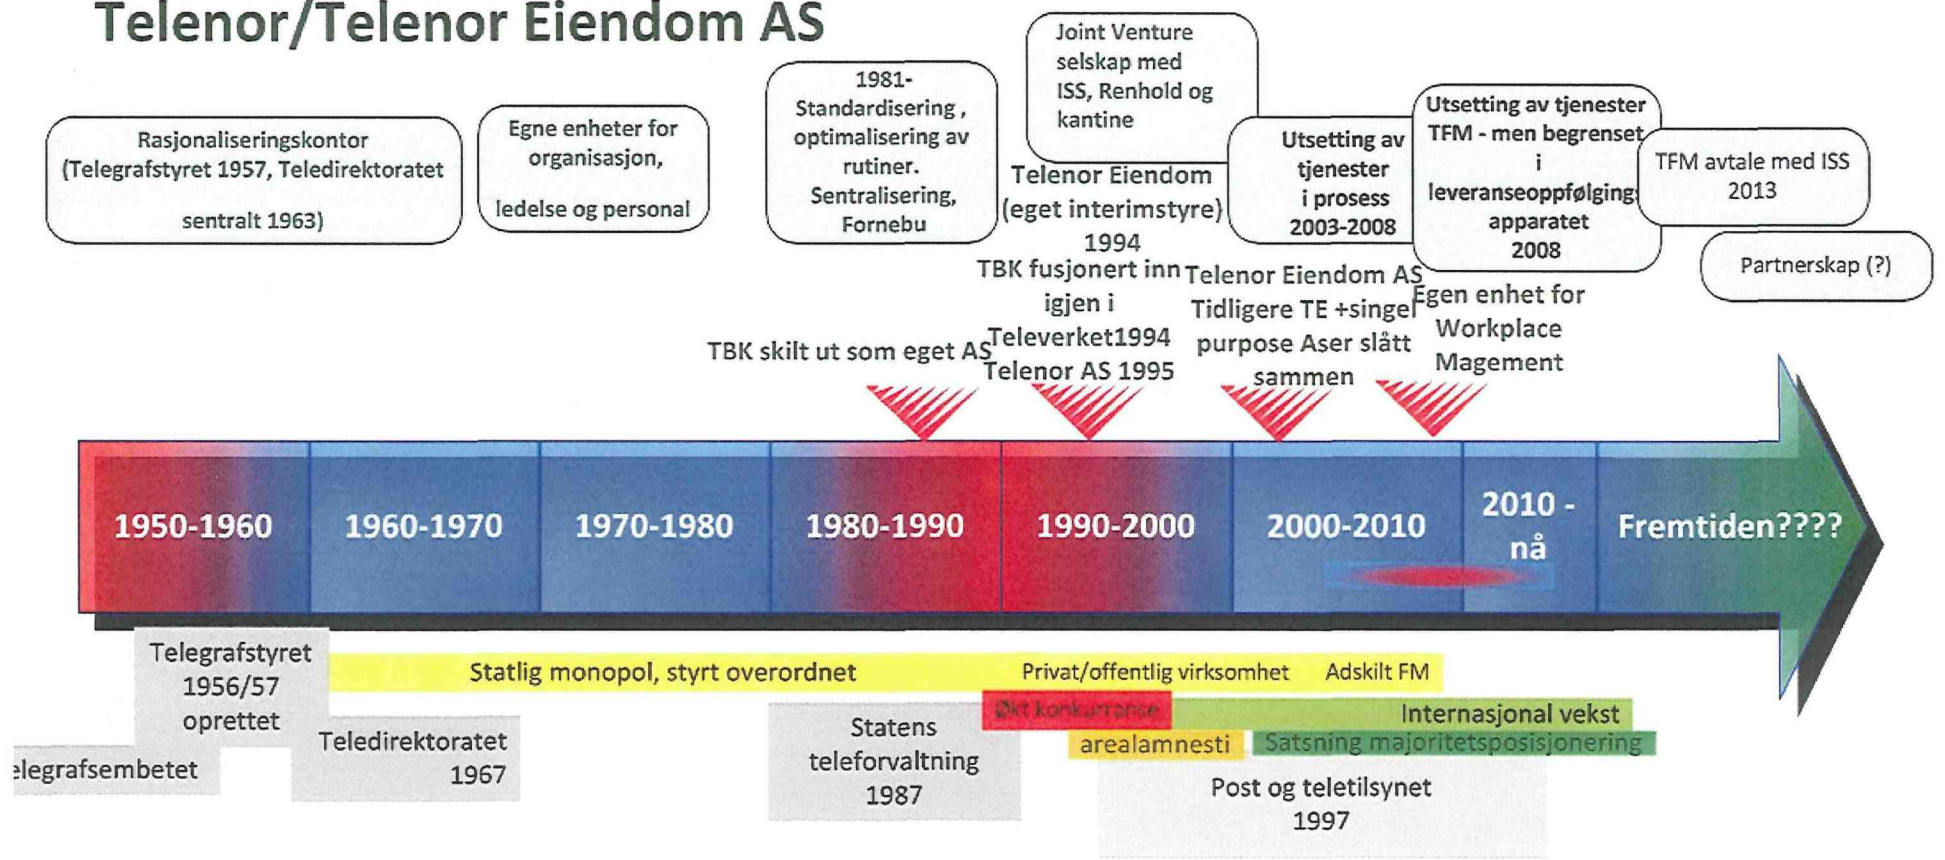 Telenor/Telenor Eiendom AS
Rasjonaliseringskontor
(Telegrafstyret 1957, Teledirektoratet
sentralt 1963)
Egne enheter for
organisasjon,
ledelse og personal
1981-
Standardisering ,
optimalisering av
rutiner.
Sentralisering,
Fornebu
Joint Venture
selskap med
ISS, Renhold og
kantine
Utsetting av
tjenester
i prosess
2003-2008
Utsetting av tjenester
TFM - men begrenset
i
leveranseoppfølging
apparatet
2008
TFM avtale med ISS
2013
Partnerskap (?)
TBK skilt ut som eget AS
Telenor Eiendom
(eget interimstyre)
1994
TBK fusjonert inn
igjen i
Televerket1994
Telenor AS 1995
Telenor Eiendom AS
Tidligere TE +singel
purpose Aser slått
sammen
Egen enhet for
Workplace
Magement
1950-1960
1960-1970
1970-1980
1980-1990
1990-2000
2000-2010
2010 -
nå
Fremtiden????
Telegrafstyret
1956/57
oprettet
elegrafsembetet
Teledirektoratet
1967
Statlig monopol, styrt overordnet
Privat/offentlig virksomhet
Adskilt FM
Økt konkurranse
Internasjonal vekst
arealamnesti
Satsning majoritetsposisjonering
Statens
teleforvaltning
1987
Post og teletilsynet
1997